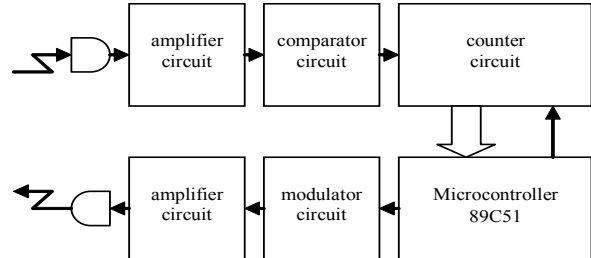 amplifier
circuit
comparator
circuit
counter
circuit
amplifier
circuit
modulator
circuit
Microcontroller
89C51